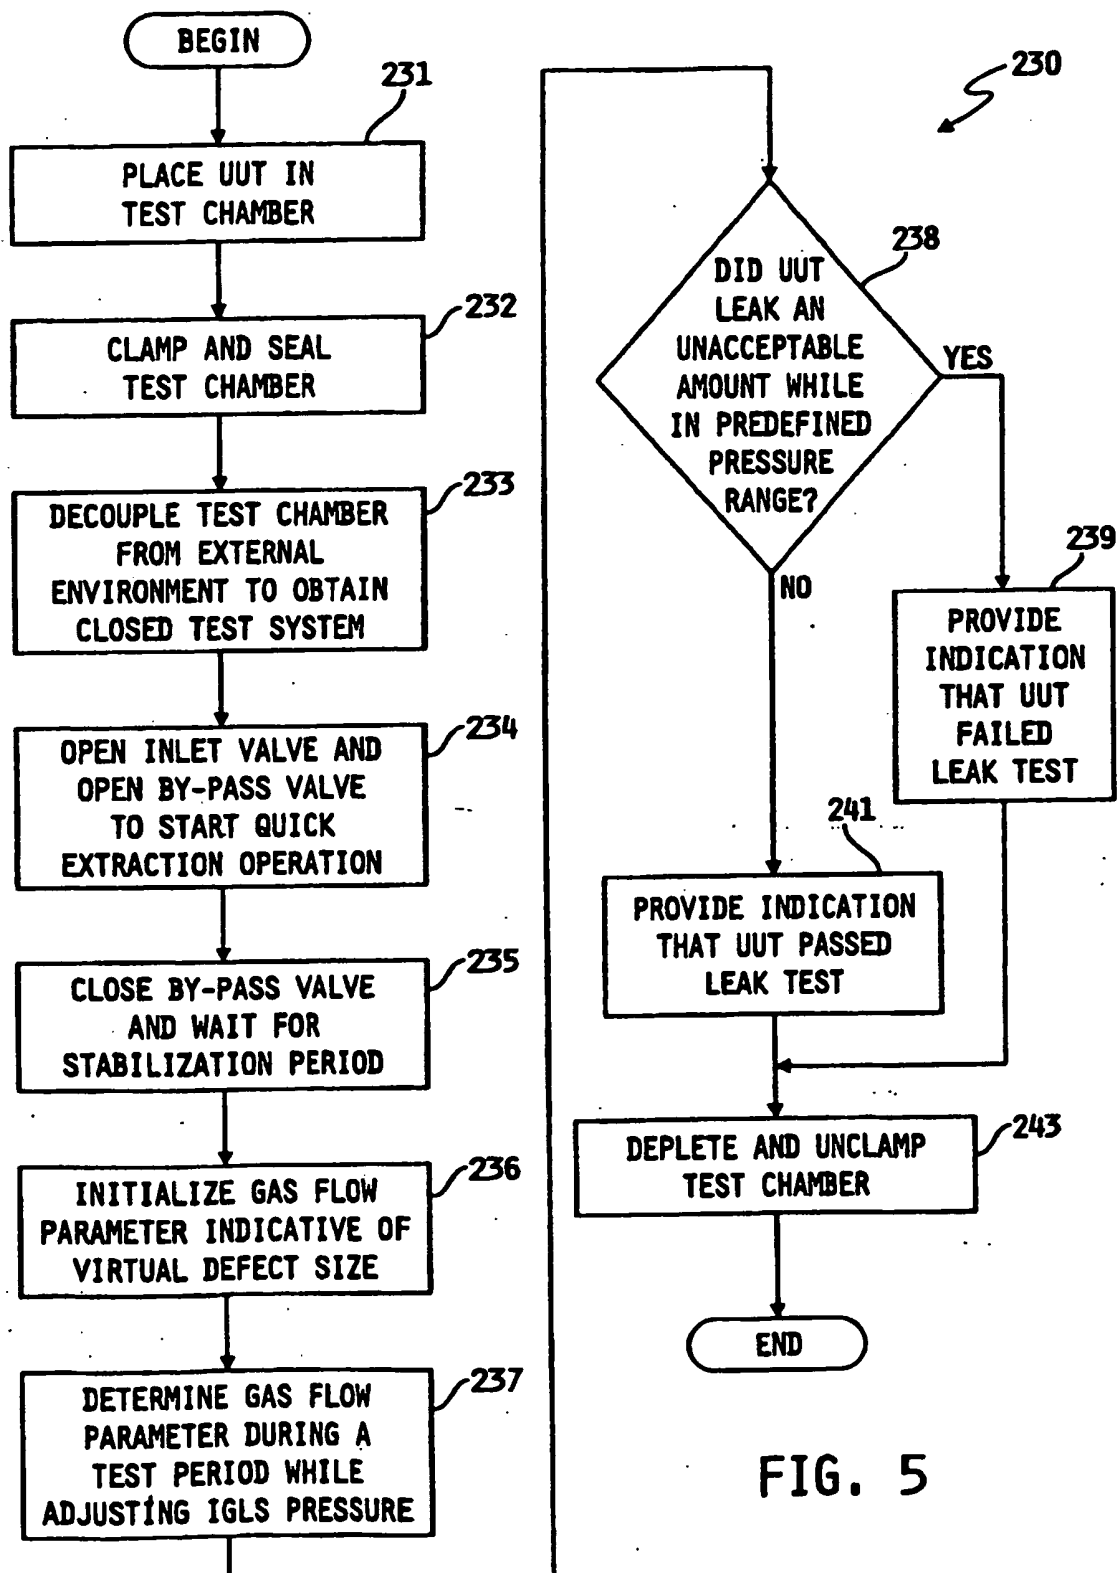 BEGIN
231
PLACE UUT IN
TEST CHAMBER
232
CLAMP AND SEAL
TEST CHAMBER
233
DECOUPLE TEST CHAMBER
FROM EXTERNAL
ENVIRONMENT TO OBTAIN
CLOSED TEST SYSTEM
234
OPEN INLET VALVE AND
OPEN BY-PASS VALVE
TO START QUICK
EXTRACTION OPERATION
235
CLOSE BY-PASS VALVE
AND WAIT FOR
STABILIZATION PERIOD
236
INITIALIZE GAS FLOW
PARAMETER INDICATIVE OF
VIRTUAL DEFECT SIZE
237
DETERMINE GAS FLOW
PARAMETER DURING A
TEST PERIOD WHILE
ADJUSTING IGLS PRESSURE
230
238
DID UUT
LEAK AN
UNACCEPTABLE
AMOUNT WHILE
IN PREDEFINED
PRESSURE
RANGE?
YES
NO
239
PROVIDE
INDICATION
THAT UUT
FAILED
LEAK TEST
241
PROVIDE INDICATION
THAT UUT PASSED
LEAK TEST
243
DEPLETE AND UNCLAMP
TEST CHAMBER
END
FIG. 5